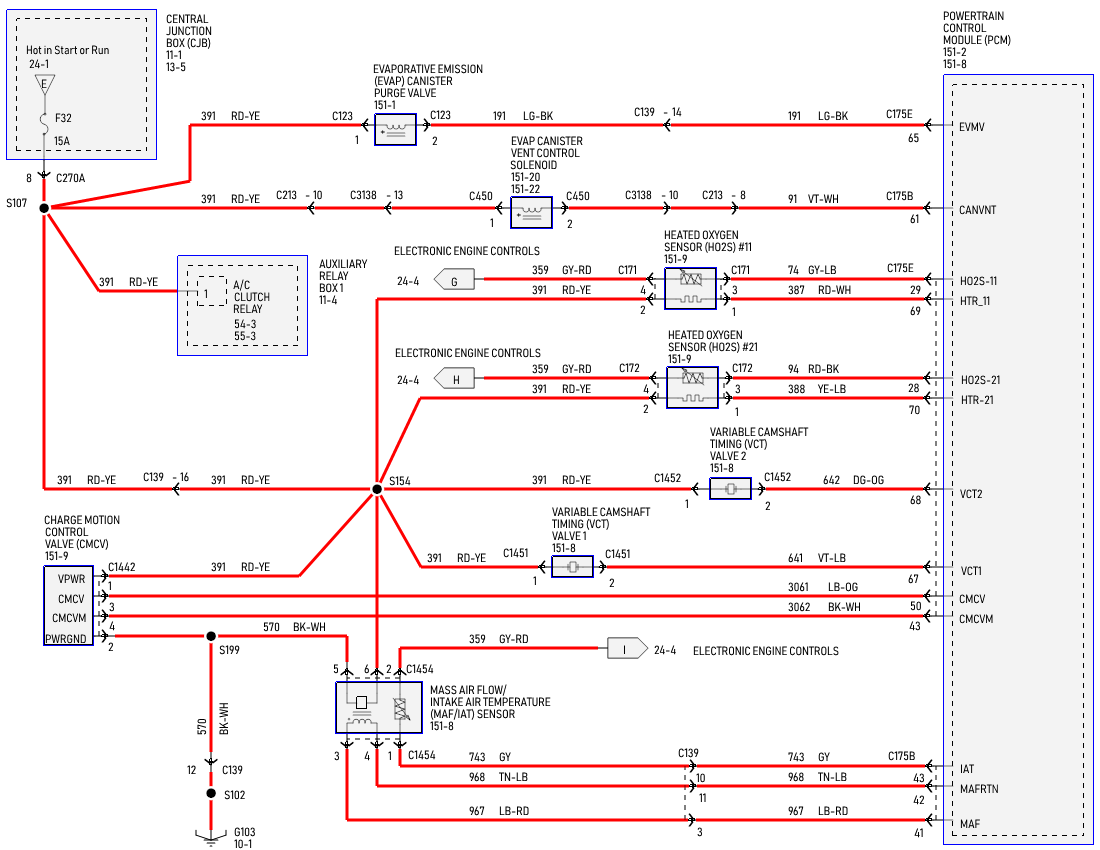 CENTRAL
JUNCTION
BOX (CJB)
11-1
13-5
Hot in Start or Run
24-1
E
F32
15A
8 C270A
S107
POWERTRAIN
CONTROL
MODULE (PCM)
151-2
151-8
EVAPORATIVE EMISSION
(EVAP) CANISTER
PURGE VALVE
151-1
391 RD-YE C123 C123 191 LG-BK C139 - 14 191 LG-BK C175E
1 2 65 EVMV
EVAP CANISTER
VENT CONTROL
SOLENOID
151-20
151-22
391 RD-YE C213 - 10 C3138 - 13 C450 C450 C3138 - 10 C213 - 8 91 VT-WH C175B
1 2 61 CANVNT
391 RD-YE
1
A/C
CLUTCH
RELAY
54-3
55-3
AUXILIARY
RELAY
BOX 1
11-4
HEATED OXYGEN
SENSOR (HO2S) #11
151-9
ELECTRONIC ENGINE CONTROLS
24-4 G 359 GY-RD C171 C171 74 GY-LB C175E
391 RD-YE 4 3 387 RD-WH 29 HO2S-11
2 1 69 HTR_11
HEATED OXYGEN
SENSOR (HO2S) #21
151-9
ELECTRONIC ENGINE CONTROLS
24-4 H 359 GY-RD C172 C172 94 RD-BK
391 RD-YE 4 3 388 YE-LB 28 HO2S-21
2 1 70 HTR-21
VARIABLE CAMSHAFT
TIMING (VCT)
VALVE 2
151-8
391 RD-YE C139 - 16 391 RD-YE S154 391 RD-YE C1452 C1452 642 DG-OG
1 2 68 VCT2
VARIABLE CAMSHAFT
TIMING (VCT)
VALVE 1
151-8
391 RD-YE C1451 C1451 641 VT-LB
1 2 67 VCT1
CHARGE MOTION
CONTROL
VALVE (CMCV)
151-9
VPWR C1442 391 RD-YE
1
CMCV 3061 LB-OG CMCV
3 50
CMCVM 3062 BK-WH CMCVM
4 43
PWRGND 570 BK-WH
2
S199
359 GY-RD I 24-4 ELECTRONIC ENGINE CONTROLS
5 6 2 C1454
MASS AIR FLOW/
INTAKE AIR TEMPERATURE
(MAF/IAT) SENSOR
151-8
570 BK-WH
3 4 1 C1454
743 GY C139 743 GY C175B
IAT
968 TN-LB 10 968 TN-LB 43
MAFRTN
11 42
967 LB-RD 967 LB-RD
MAF
3 41
12 C139
S102
G103
10-1